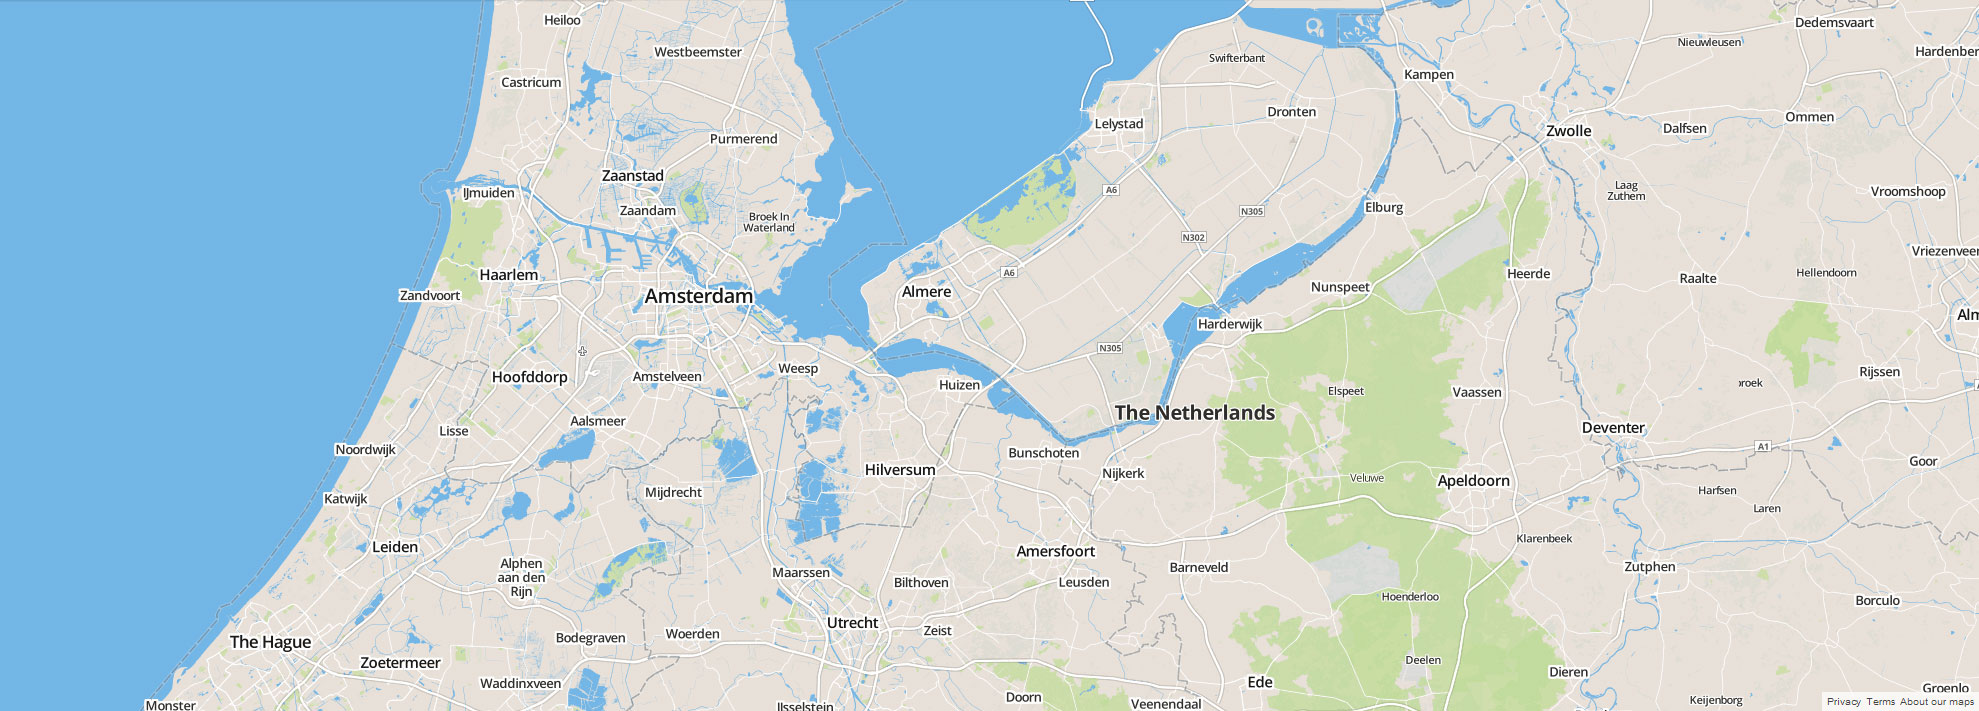 Heiloo
Westbeemster
Castricum
Purmerend
Zaanstad
IJmuiden
Zaandam
Broek In
Waterland
Haarlem
Zandvoort
Amsterdam
Hoofddorp
Amstelveen
Weesp
Aalsmeer
Lisse
Noordwijk
Katwijk
Mijdrecht
Leiden
Alphen
aan den
Rijn
Maarssen
The Hague
Zoetermeer
Bodegraven
Woerden
Utrecht
Waddinxveen
Monster
IJsselstein
Swifterbant
Lelystad
Dronten
A6
N305
N302
A6
Almere
N305
Huizen
Hilversum
Bunschoten
Nijkerk
The Netherlands
Amersfoort
Leusden
Bilthoven
Zeist
Doorn
Veenendaal
Barneveld
Ede
Kampen
Elburg
Nunspeet
Harderwijk
Elspeet
Veluwe
Hoenderloo
Deelen
Dedemsvaart
Nieuwleusen
Hardenber
Zwolle
Dalfsen
Ommen
Laag
Zuthem
Vroomshoop
Heerde
Raalte
Hellendoorn
Vriezenveen
Alm
Vaassen
roek
Rijssen
Deventer
A1
Goor
Apeldoorn
Harfsen
Laren
Klarenbeek
Zutphen
Borculo
Dieren
Keijenborg
Groenlo
Privacy Terms About our maps